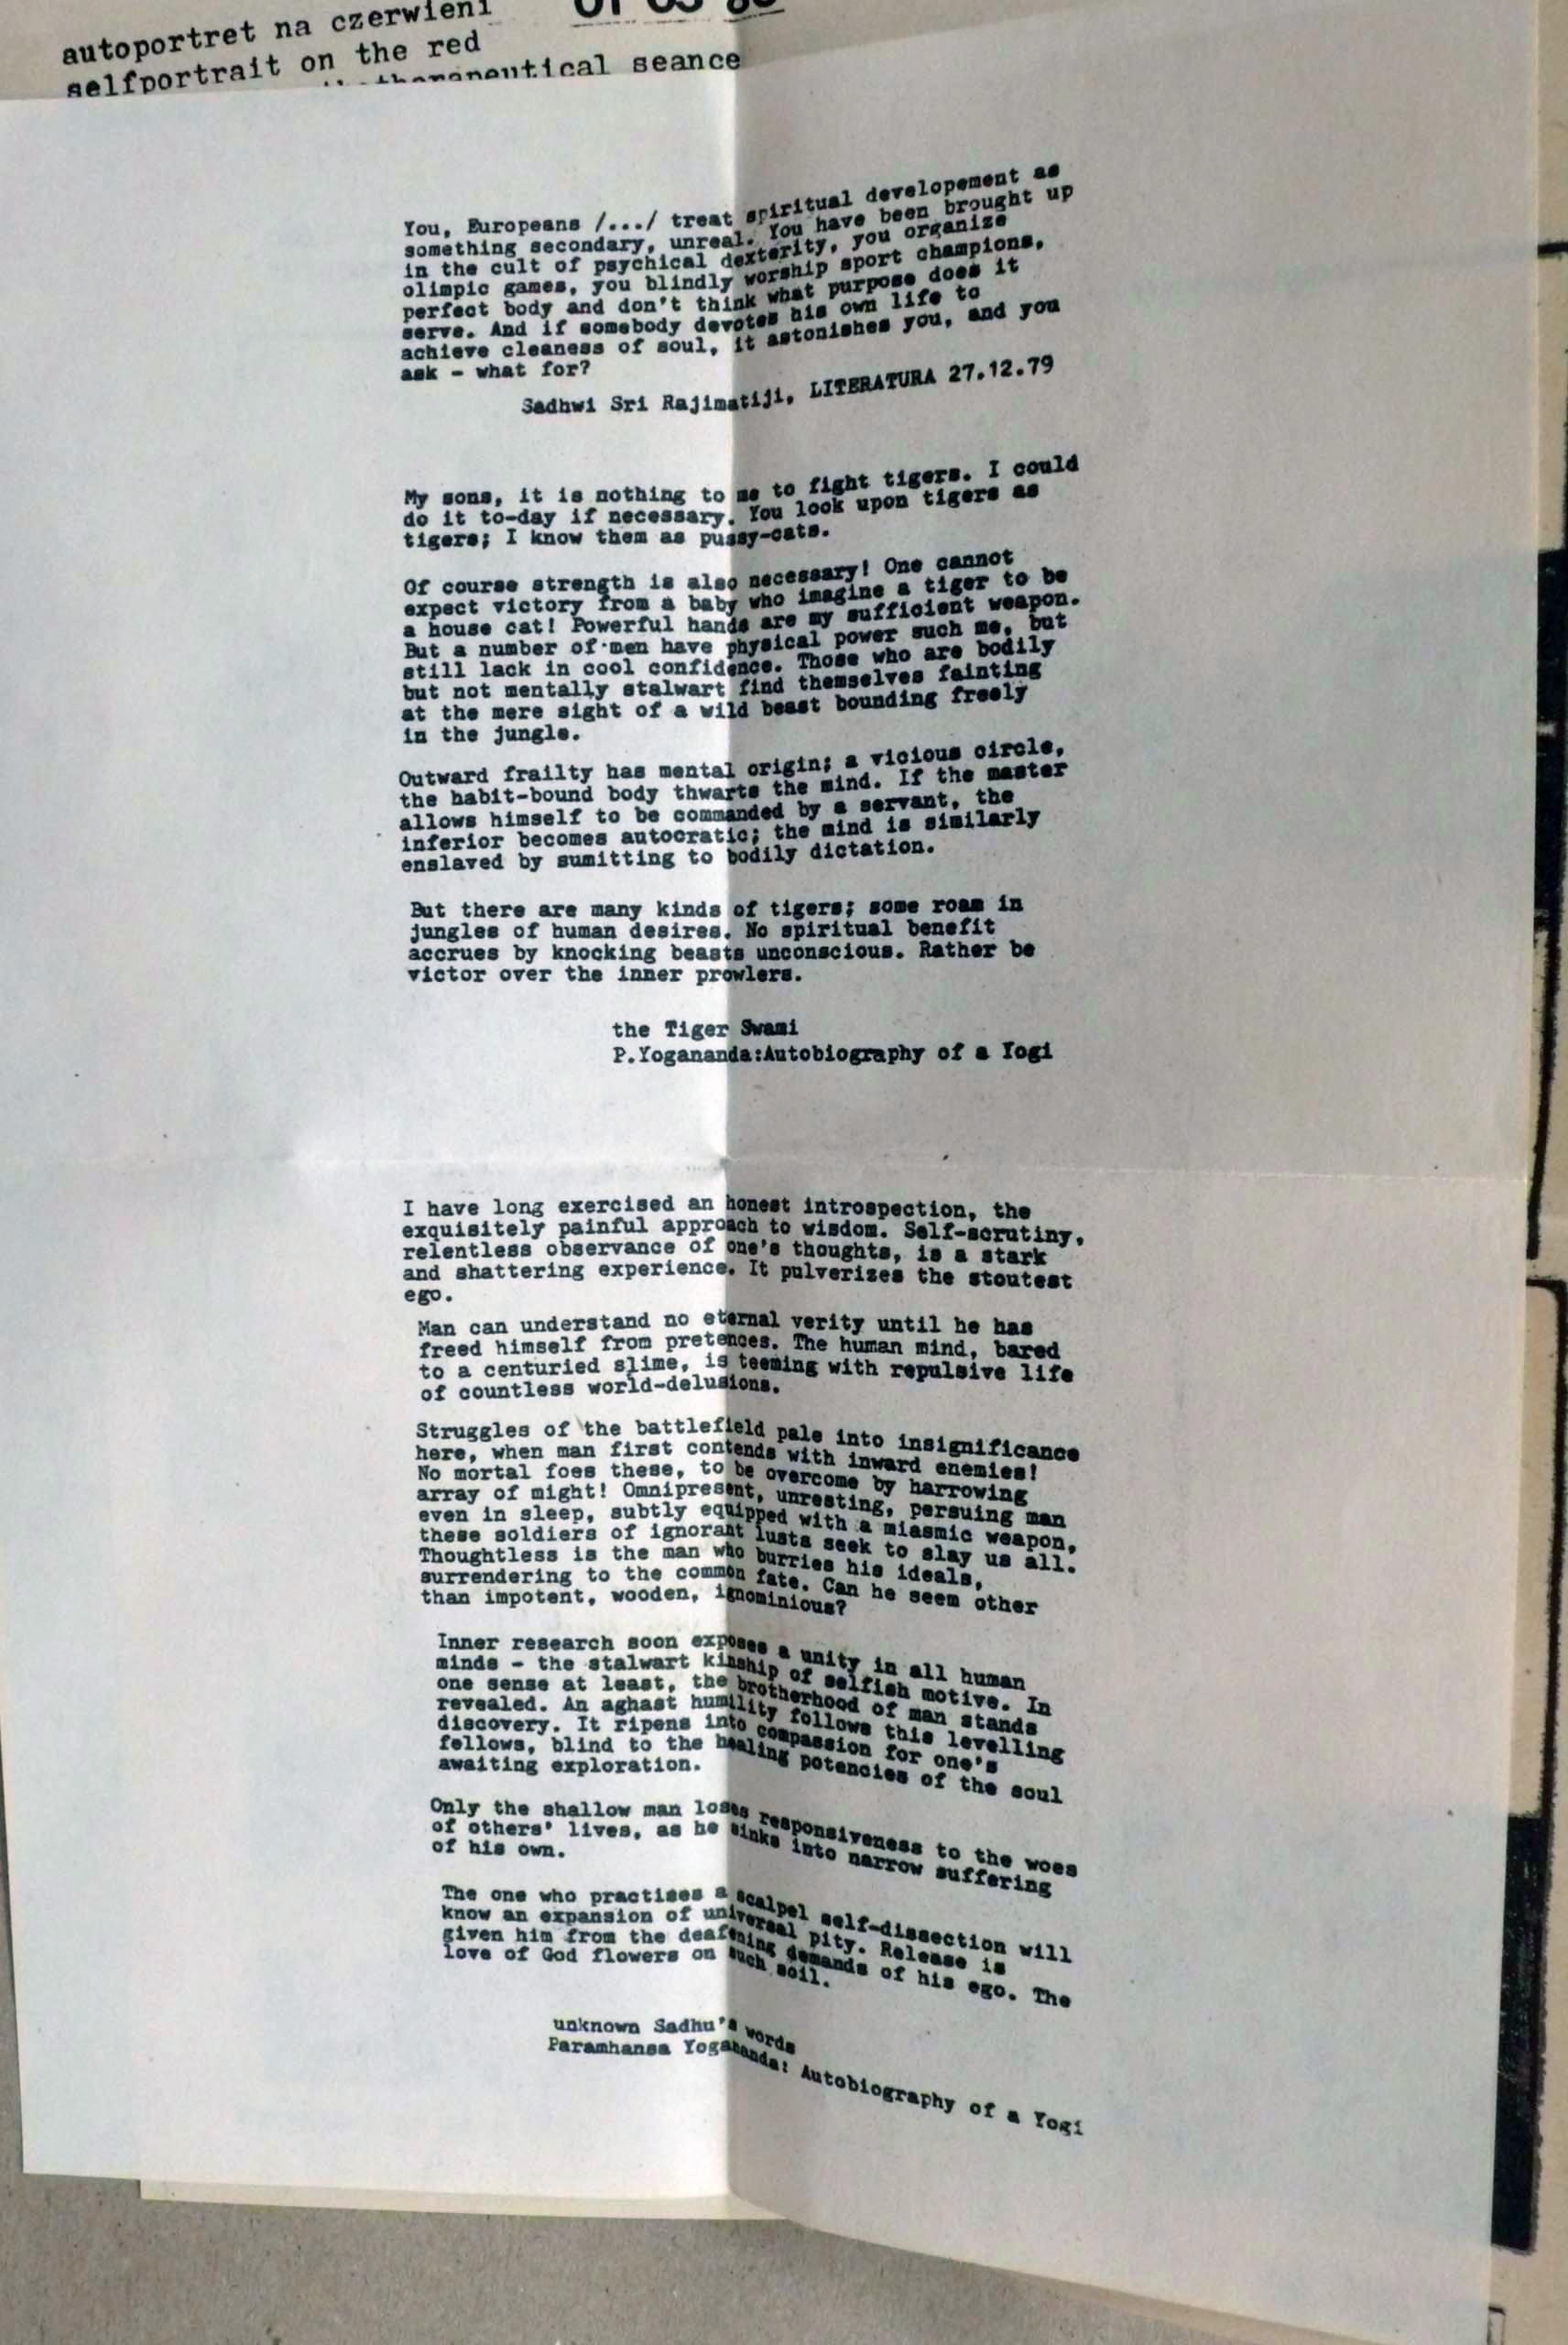 autoportret na czerwieni
selfportrait on the red
therapeutical seance
You, Europeans /.../ treat spiritual developement as
something secondary, unreal. You have been brought up
in the cult of psychical dexterity, you organize
olimpic games, you blindly worship sport champions,
perfect body and don't think what purpose does it
serve. And if somebody devotes his own life to
achieve cleaness of soul, it astonishes you, and you
ask - what for?
Sadhwi Sri Rajimatiji, LITERATURA 27.12.79
My sons, it is nothing to me to fight tigers. I could
do it to-day if necessary. You look upon tigers as
tigers; I know them as pussy-cats.
Of course strength is also necessary! One cannot
expect victory from a baby who imagine a tiger to be
a house cat! Powerful hands are my sufficient weapon.
But a number of men have physical power such me, but
still lack in cool confidence. Those who are bodily
but not mentally stalwart find themselves fainting
at the mere sight of a wild beast bounding freely
in the jungle.
Outward frailty has mental origin; a vicious circle,
the habit-bound body thwarts the mind. If the master
allows himself to be commanded by a servant, the
inferior becomes autocratic; the mind is similarly
enslaved by sumitting to bodily dictation.
But there are many kinds of tigers; some roam in
jungles of human desires. No spiritual benefit
accrues by knocking beasts unconscious. Rather be
victor over the inner prowlers.
the Tiger Swami
P.Yogananda:Autobiography of a Yogi
I have long exercised an honest introspection, the
exquisitely painful approach to wisdom. Self-scrutiny,
relentless observance of one's thoughts, is a stark
and shattering experience. It pulverizes the stoutest
ego.
Man can understand no eternal verity until he has
freed himself from pretences. The human mind, bared
to a centuried slime, is teeming with repulsive life
of countless world-delusions.
Struggles of the battlefield pale into insignificance
here, when man first contends with inward enemies!
No mortal foes these, to be overcome by harrowing
array of might! Omnipresent, unresting, persuing man
even in sleep, subtly equipped with a miasmic weapon,
these soldiers of ignorant lusts seek to slay us all.
Thoughtless is the man who burries his ideals,
surrendering to the common fate. Can he seem other
than impotent, wooden, ignominious?
Inner research soon exposes a unity in all human
minds - the stalwart kinship of selfish motive. In
one sense at least, the brotherhood of man stands
revealed. An aghast humility follows this levelling
discovery. It ripens into compassion for one's
fellows, blind to the healing potencies of the soul
awaiting exploration.
Only the shallow man loses responsiveness to the woes
of others' lives, as he sinks into narrow suffering
of his own.
The one who practises a scalpel self-dissection will
know an expansion of universal pity. Release is
given him from the deafening demands of his ego. The
love of God flowers on such soil.
unknown Sadhu's words
Paramhansa Yogananda: Autobiography of a Yogi